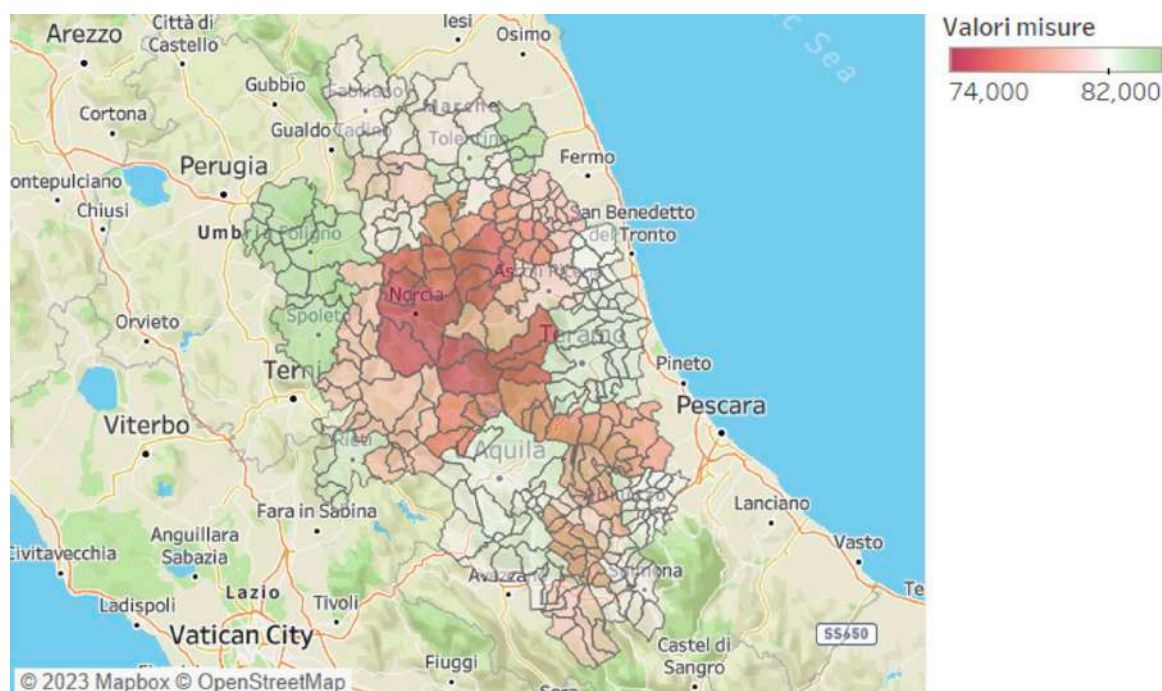 Città di
Castello
Iesi
Osimo
Arezzo
Gubbio
Fabriano
Marche
Cortona
Gualdo
Tadino
Tolentino
Perugia
Fermo
Chiusi
San Benedetto
del Tronto
Foligno
Ascoli Piceno
Norcia
Orvieto
Spoleto
Teramo
Terni
Pineto
Pescara
Viterbo
Rieti
Aquila
Lanciano
Fara in Sabina
Civitavecchia
Anguillara
Sabazia
Vasto
Avezzano
Sulmona
Lazio
Tivoli
Ladispoli
Vatican City
SS650
Castel di
Sangro
Fiuggi
Sora
© 2023 Mapbox © OpenStreetMap
Valori misure
74,000
82,000